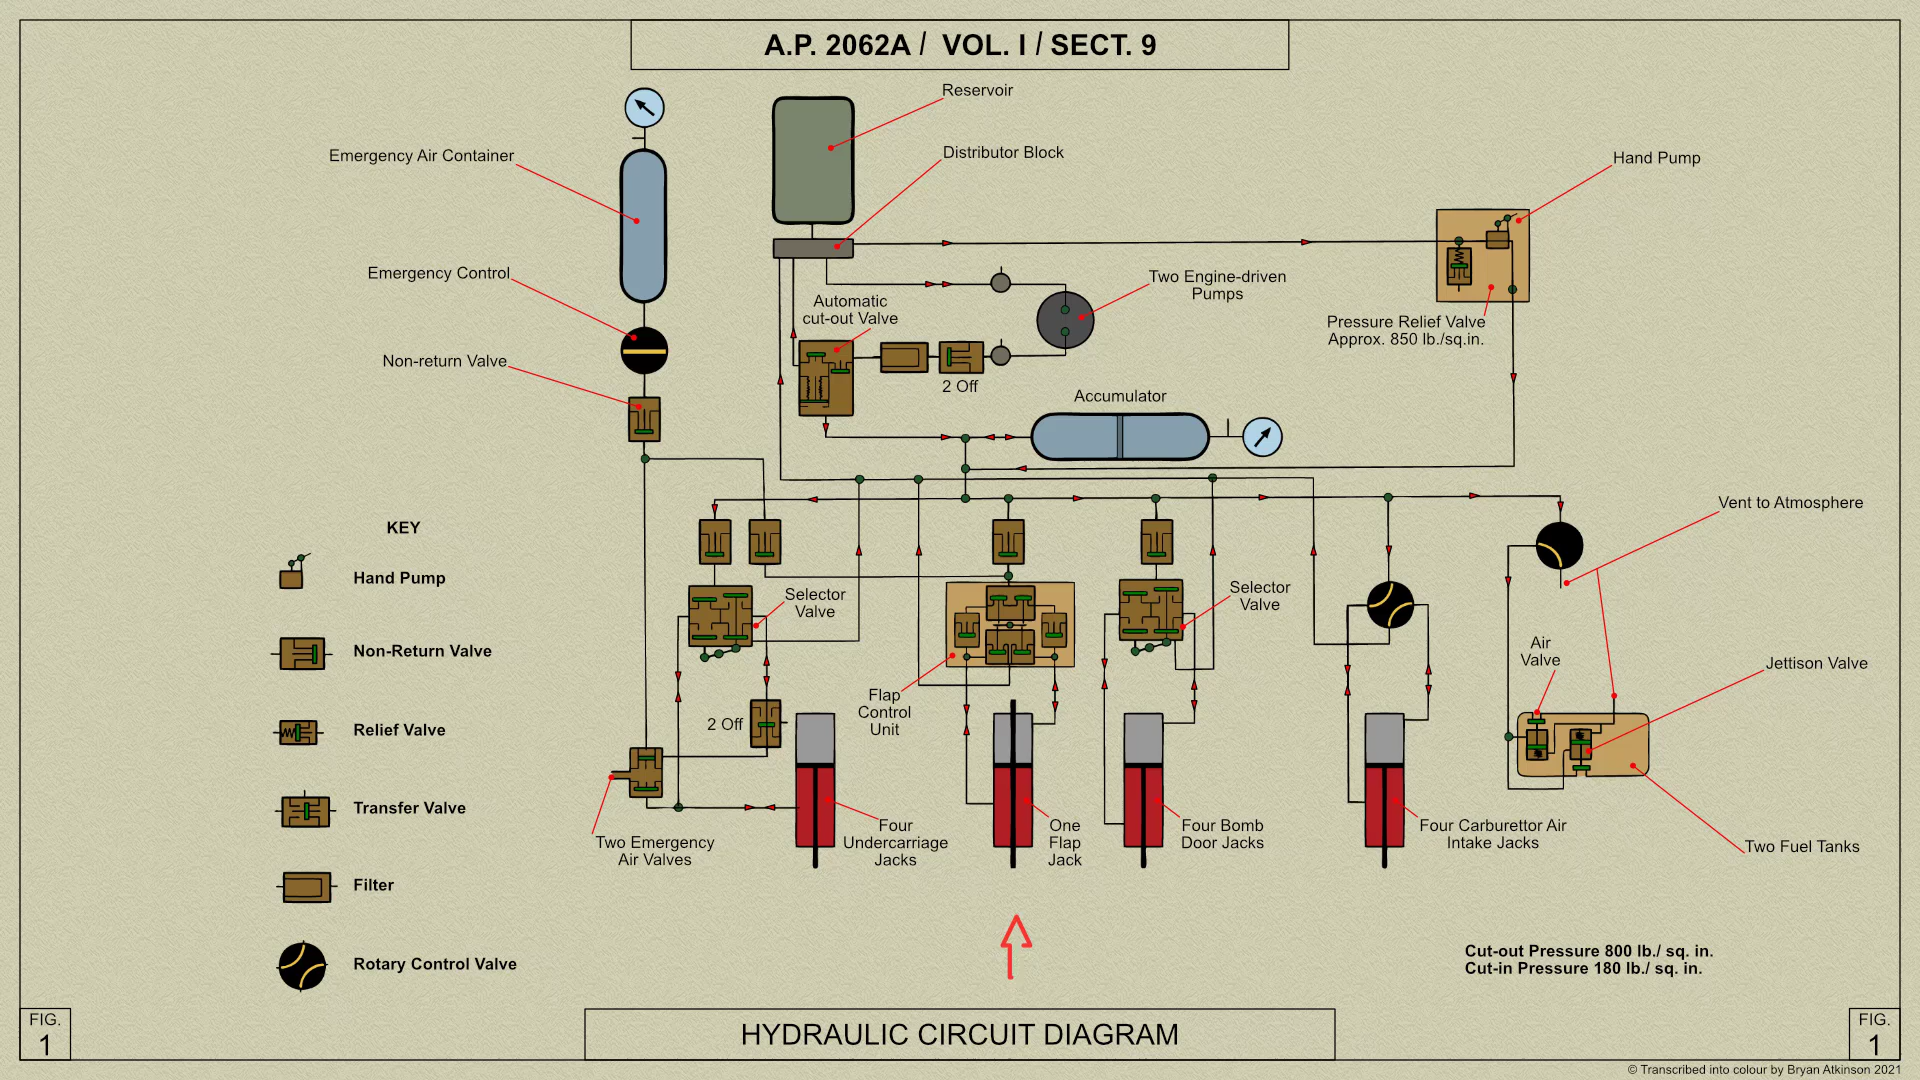 A.P. 2062A / VOL. I / SECT. 9
Reservoir
Emergency Air Container
Distributor Block
Hand Pump
Emergency Control
Two Engine-driven
Pumps
Automatic
cut-out Valve
Pressure Relief Valve
Approx. 850 lb./sq.in.
Non-return Valve
2 Off
Accumulator
Vent to Atmosphere
KEY
Hand Pump
Non-Return Valve
Relief Valve
Transfer Valve
Filter
Rotary Control Valve
Selector
Valve
Selector
Valve
Air
Valve
Jettison Valve
Flap
Control
Unit
2 Off
Two Emergency
Air Valves
Four
Undercarriage
Jacks
One
Flap
Jack
Four Bomb
Door Jacks
Four Carburettor Air
Intake Jacks
Two Fuel Tanks
Cut-out Pressure 800 lb./ sq. in.
Cut-in Pressure 180 lb./ sq. in.
FIG.
1
HYDRAULIC CIRCUIT DIAGRAM
FIG.
1
© Transcribed into colour by Bryan Atkinson 2021